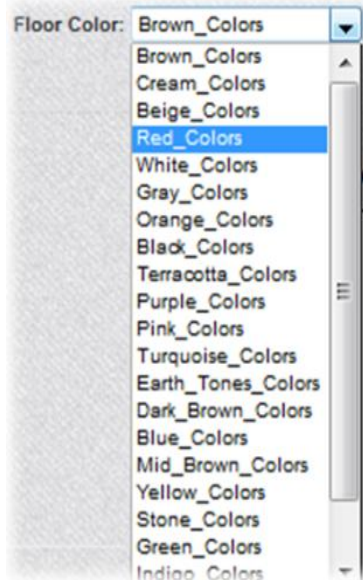 Floor Color: Brown_Colors
Brown_Colors
Cream_Colors
Beige_Colors
Red_Colors
White_Colors
Gray_Colors
Orange_Colors
Black_Colors
Terracotta_Colors
Purple_Colors
Pink_Colors
Turquoise_Colors
Earth_Tones_Colors
Dark_Brown_Colors
Blue_Colors
Mid_Brown_Colors
Yellow_Colors
Stone_Colors
Green_Colors
Indigo_Colors